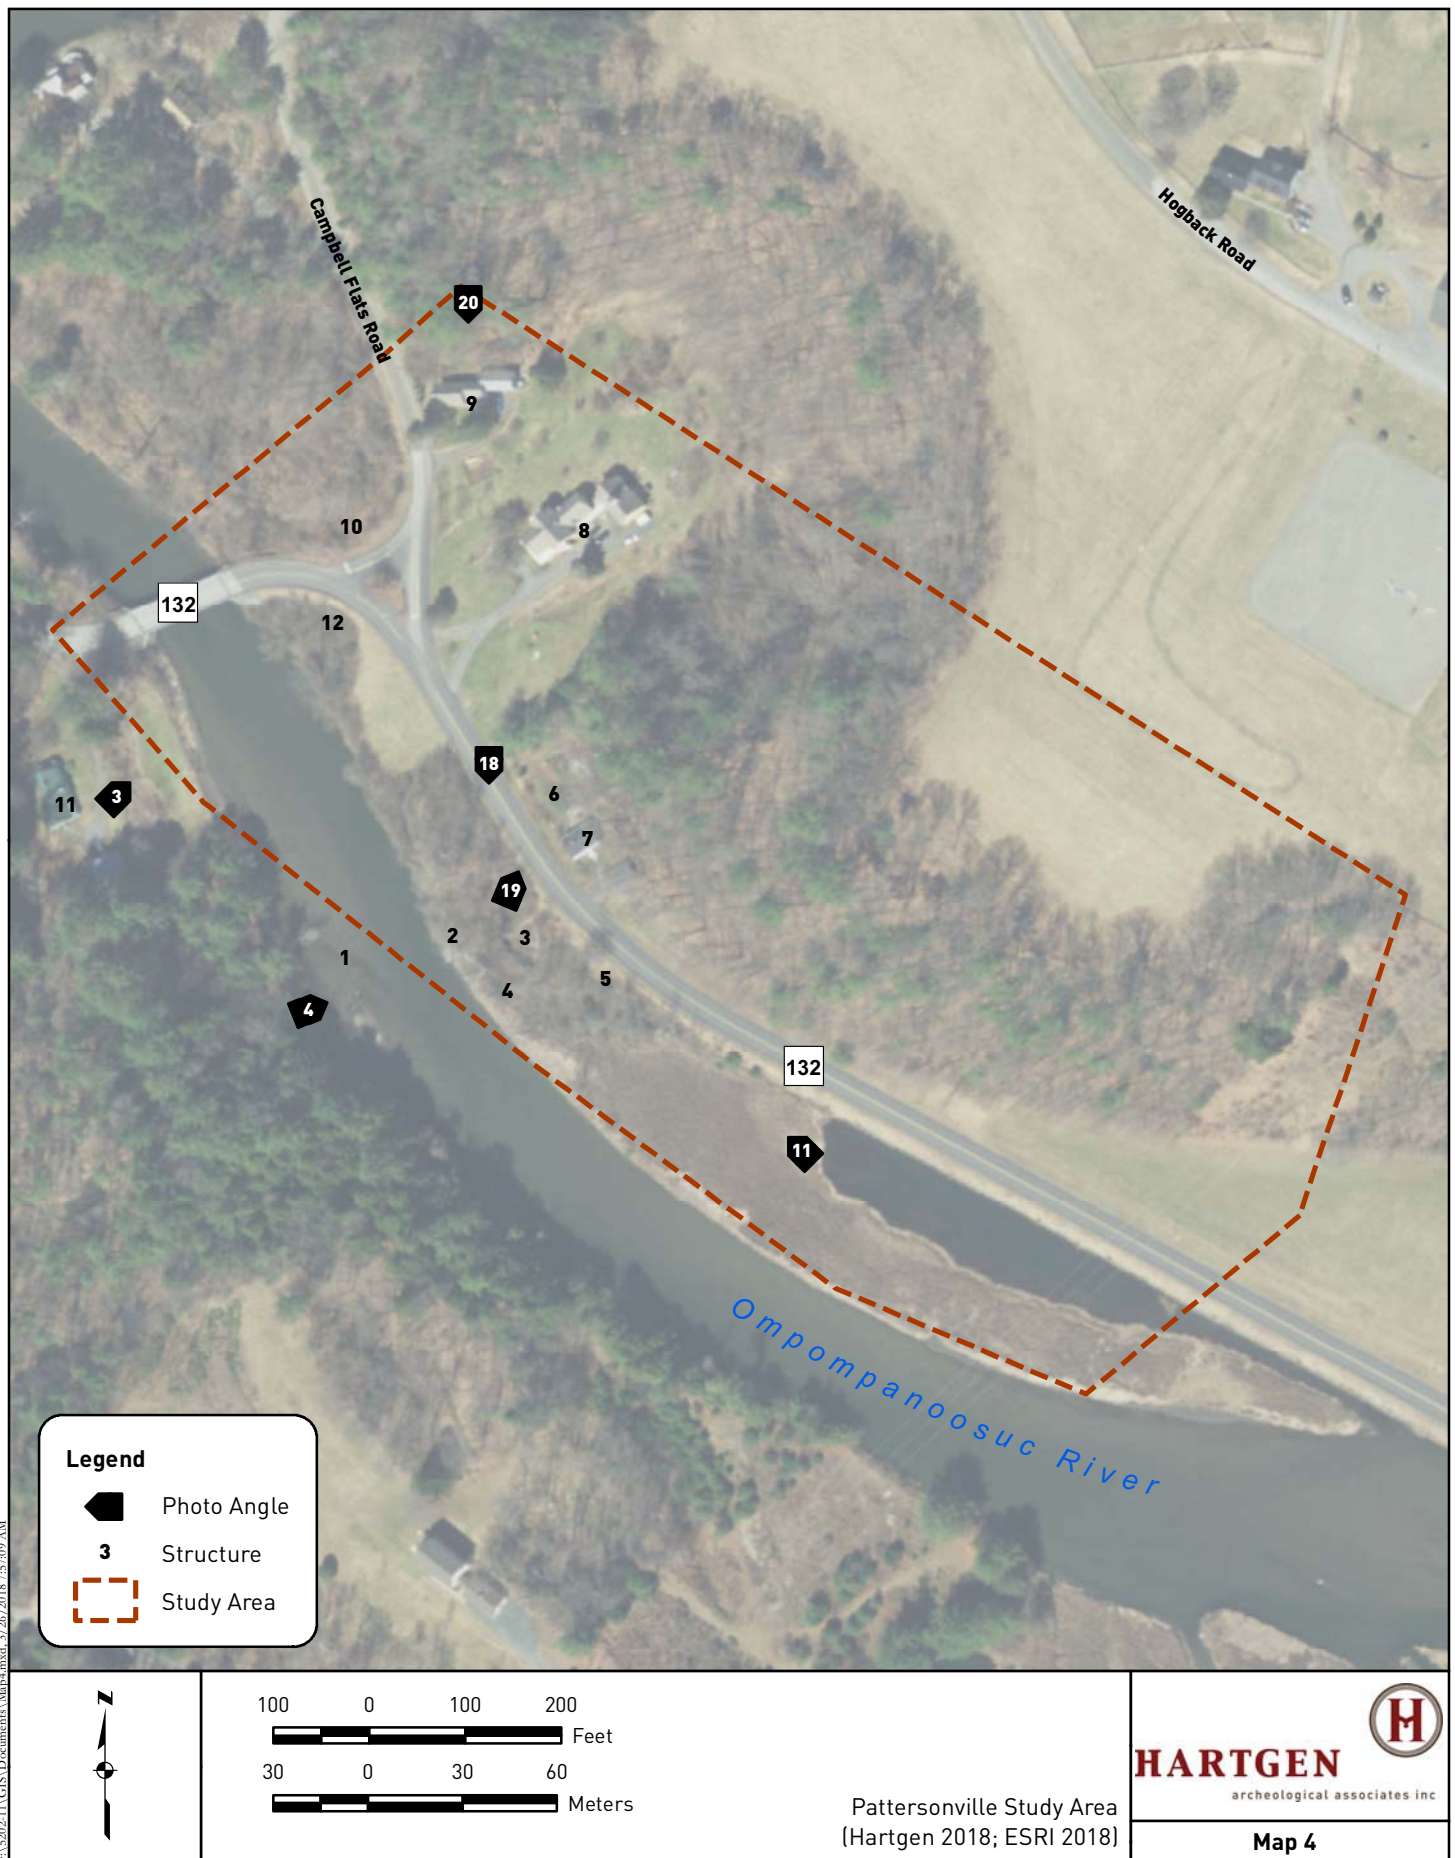 Campbell Flats Road
Hogback Road
20
9
10
8
132
12
18
6
11
3
7
19
2
3
1
5
4
4
132
11
Ompompanoosuc River
Legend
Photo Angle
3 Structure
Study Area
N
100 0 100 200
Feet
30 0 30 60
Meters
Pattersonville Study Area
(Hartgen 2018; ESRI 2018)
H
HARTGEN
archeological associates inc
Map 4